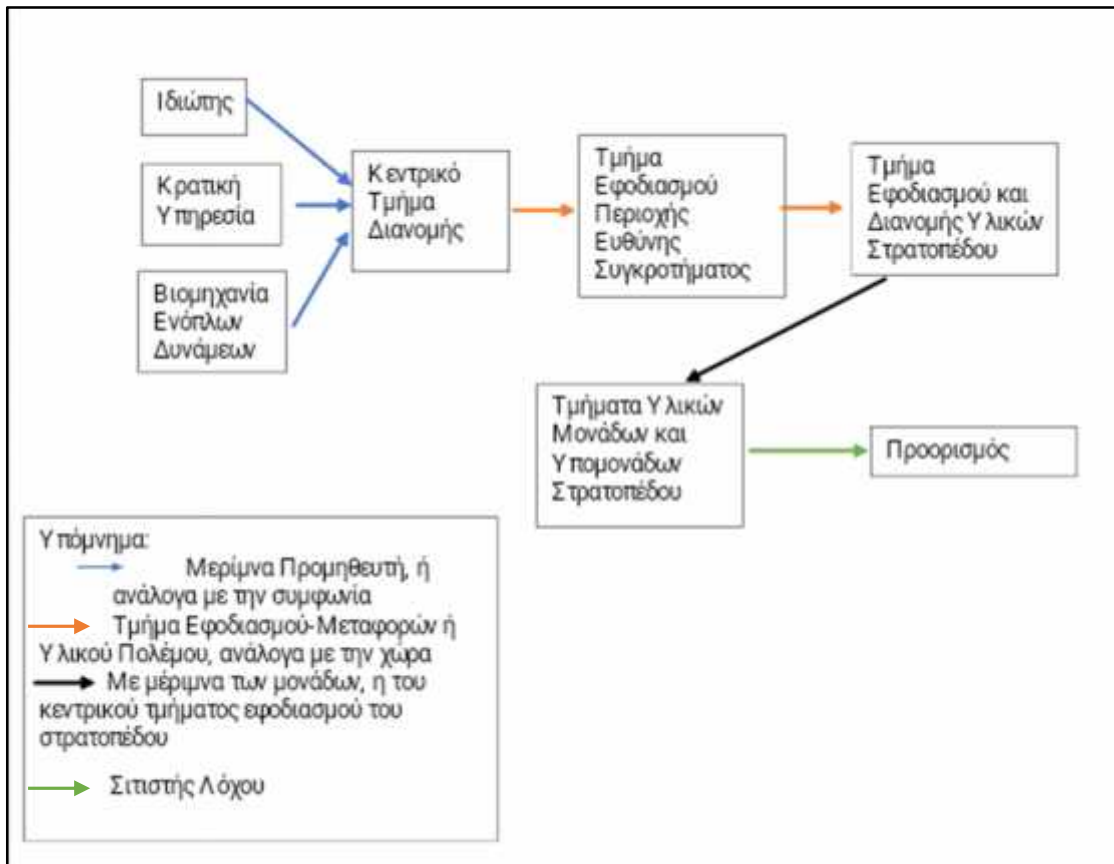 Ιδιώτης
Κρατική
Υπηρεσία
Βιομηχανία
Ενόπλων
Δυνάμεων
Κεντρικό
Τμήμα
Διανομής
Τμήμα
Εφοδιασμού
Περιοχής
Ευθύνης
Συγκροτήματος
Τμήμα
Εφοδιασμού και
Διανομής Υλικών
Στρατοπέδου
Τμήματα Υλικών
Μονάδων και
Υπομονάδων
Στρατοπέδου
Προορισμός
Υπόμνημα:
Μερίμνα Προμηθευτή, ή
ανάλογα με την συμφωνία
Τμήμα Εφοδιασμού-Μεταφορών ή
Υλικού Πολέμου, ανάλογα με την χώρα
Με μέριμνα των μονάδων, η του
κεντρικού τμήματος εφοδιασμού του
στρατοπέδου
Σιτιστής Λόχου